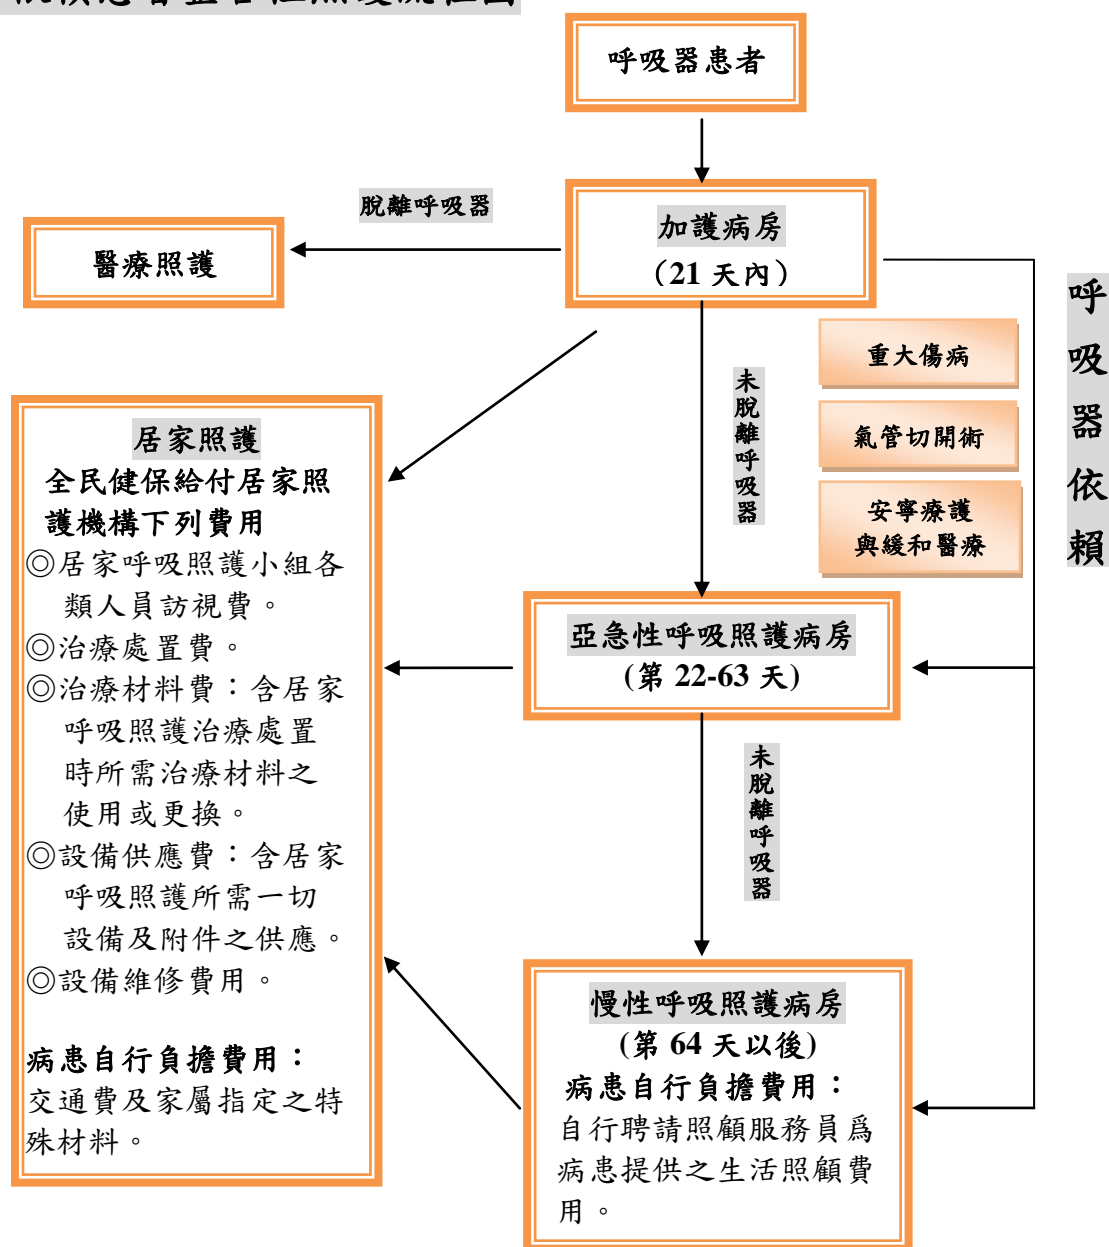 呼吸器患者
脫離呼吸器
加護病房
（21 天內）
醫療照護
呼吸器依賴
重大傷病
氣管切開術
安寧療護
與緩和醫療
未脫離呼吸器
居家照護
全民健保給付居家照
護機構下列費用
◎居家呼吸照護小組各
類人員訪視費。
◎治療處置費。
◎治療材料費：含居家
呼吸照護治療處置
時所需治療材料之
使用或更換。
◎設備供應費：含居家
呼吸照護所需一切
設備及附件之供應。
◎設備維修費用。
病患自行負擔費用：
交通費及家屬指定之特
殊材料。
亞急性呼吸照護病房
(第 22-63 天)
未脫離呼吸器
慢性呼吸照護病房
(第 64 天以後)
病患自行負擔費用：
自行聘請照顧服務員爲
病患提供之生活照顧費
用。